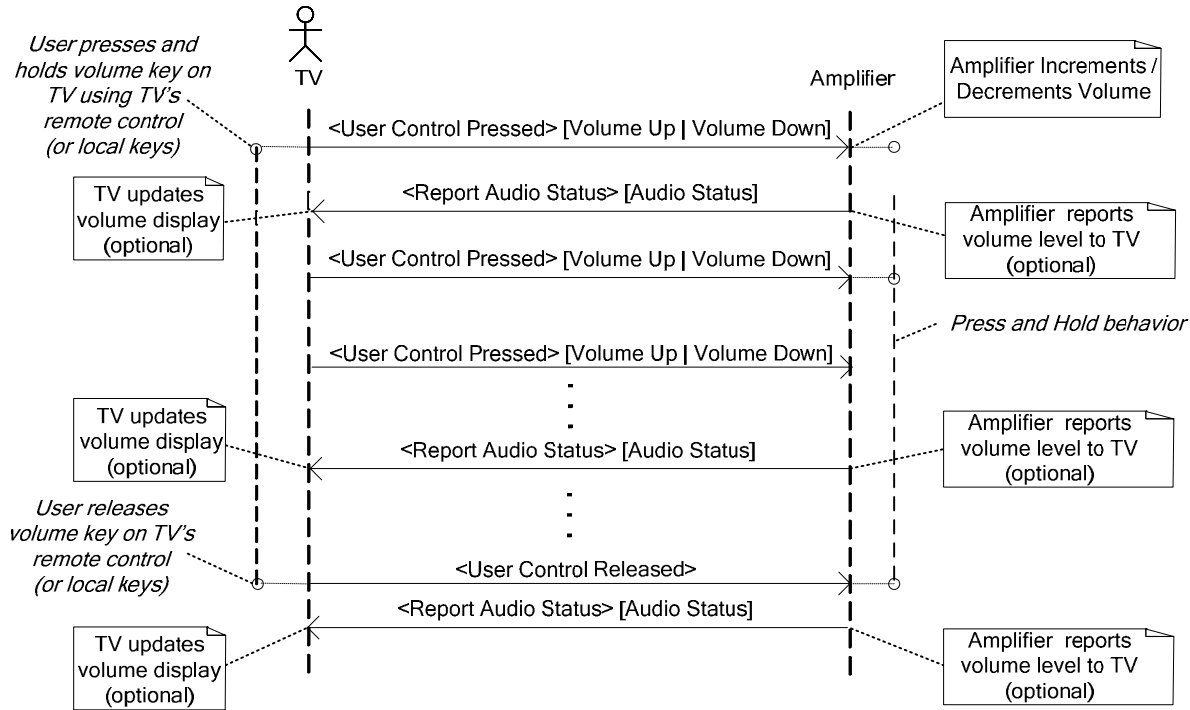 User presses and
holds volume key on
TV using TV's
remote control
(or local keys)
TV
Amplifier
Amplifier Increments /
Decrements Volume
<User Control Pressed> [Volume Up | Volume Down]
TV updates
volume display
(optional)
<Report Audio Status> [Audio Status]
Amplifier reports
volume level to TV
(optional)
<User Control Pressed> [Volume Up | Volume Down]
Press and Hold behavior
<User Control Pressed> [Volume Up | Volume Down]
TV updates
volume display
(optional)
<Report Audio Status> [Audio Status]
Amplifier reports
volume level to TV
(optional)
User releases
volume key on TV's
remote control
(or local keys)
<User Control Released>
<Report Audio Status> [Audio Status]
TV updates
volume display
(optional)
Amplifier reports
volume level to TV
(optional)